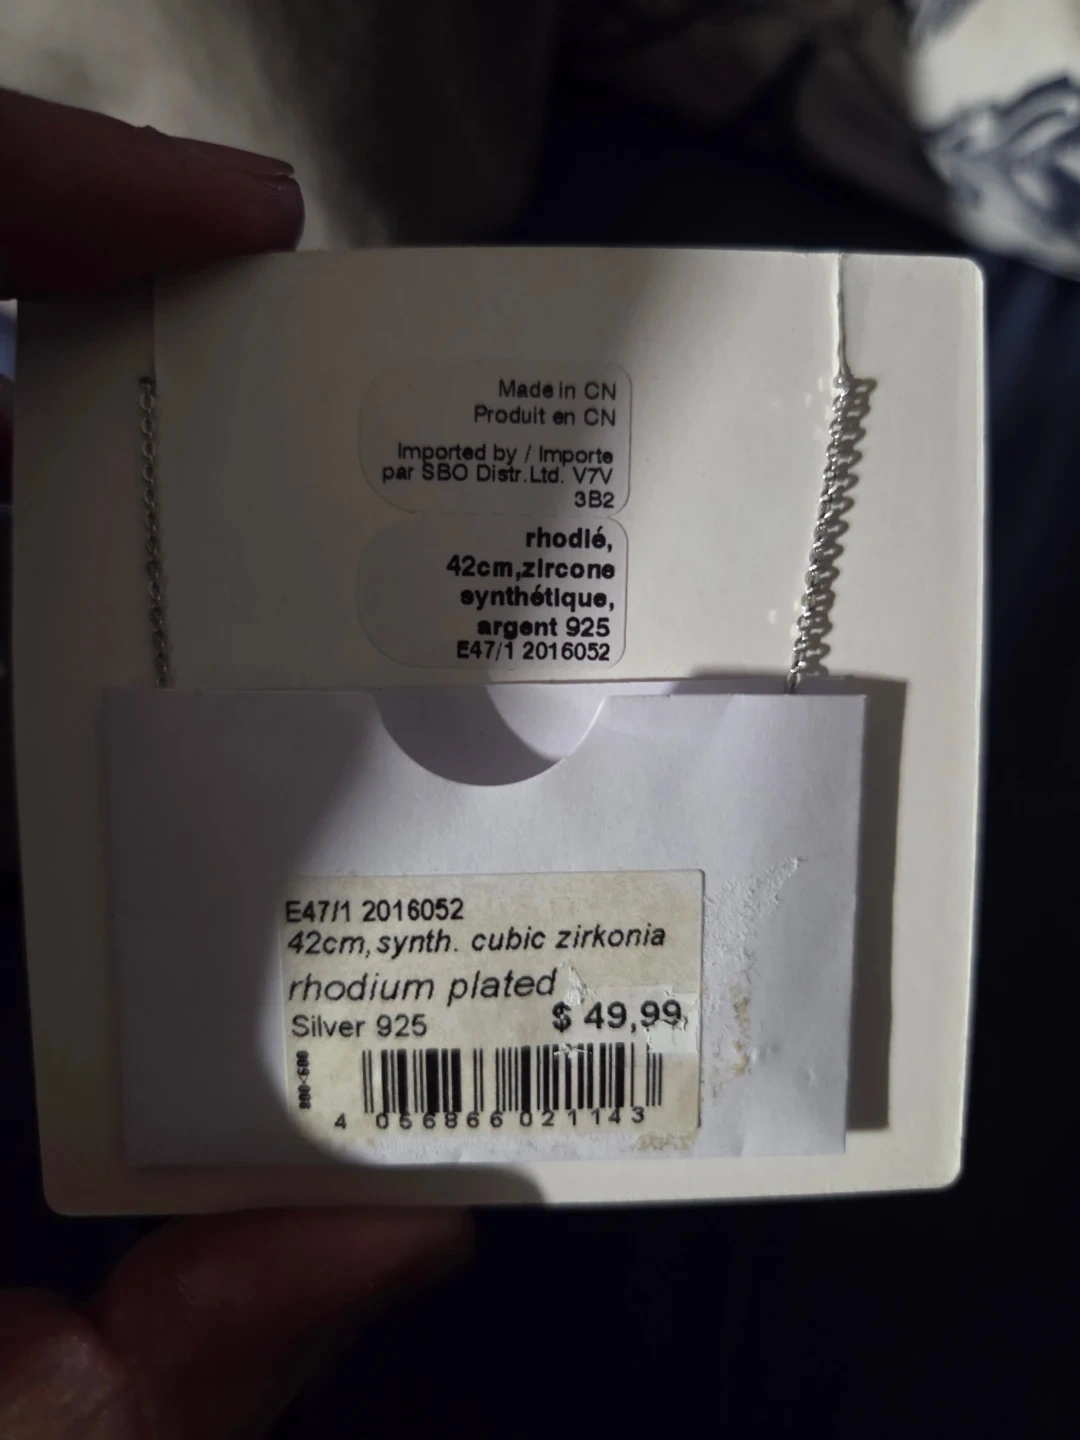 Made in CN
Produit en CN
Imported by / Importe
par SBO Distr.Ltd. V7V
3B2
rhodié,
42cm,zircone
synthétique,
argent 925
E47/1 2016052
E47/1 2016052
42cm, synth. cubic zirkonia
rhodium plated
Silver 925 $ 49,99
800<600
4 056866 021143